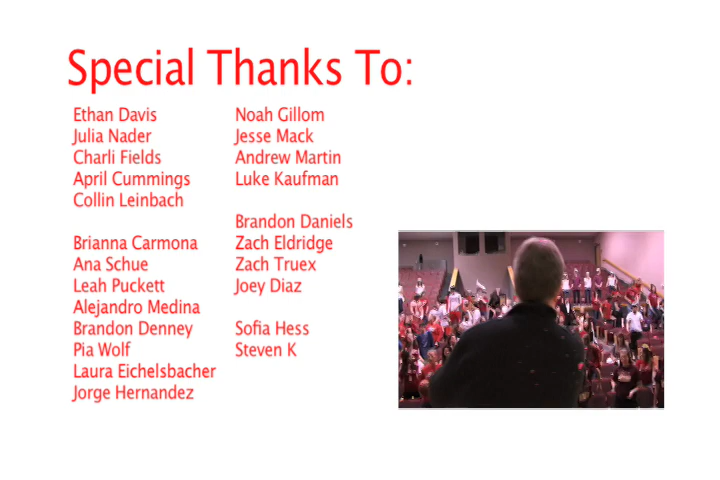 Special Thanks To:
Ethan Davis
Julia Nader
Charli Fields
April Cummings
Collin Leinbach
Brianna Carmona
Ana Schue
Leah Puckett
Alejandro Medina
Brandon Denney
Pia Wolf
Laura Eichelsbacher
Jorge Hernandez
Noah Gillom
Jesse Mack
Andrew Martin
Luke Kaufman
Brandon Daniels
Zach Eldridge
Zach Truex
Joey Diaz
Sofia Hess
Steven K